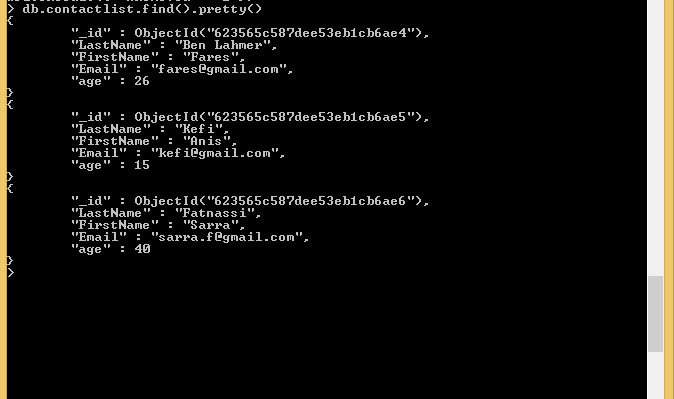 > db.contactlist.find().pretty()
{
"_id" : ObjectId("623565c587dee53eb1cb6ae4"),
"LastName" : "Ben Lahmer",
"FirstName" : "Fares",
"Email" : "fares@gmail.com",
"age" : 26
}
{
"_id" : ObjectId("623565c587dee53eb1cb6ae5"),
"LastName" : "Kefi",
"FirstName" : "Anis",
"Email" : "kefi@gmail.com",
"age" : 15
}
{
"_id" : ObjectId("623565c587dee53eb1cb6ae6"),
"LastName" : "Fatnassi",
"FirstName" : "Sarra",
"Email" : "sarra.f@gmail.com",
"age" : 40
}
>